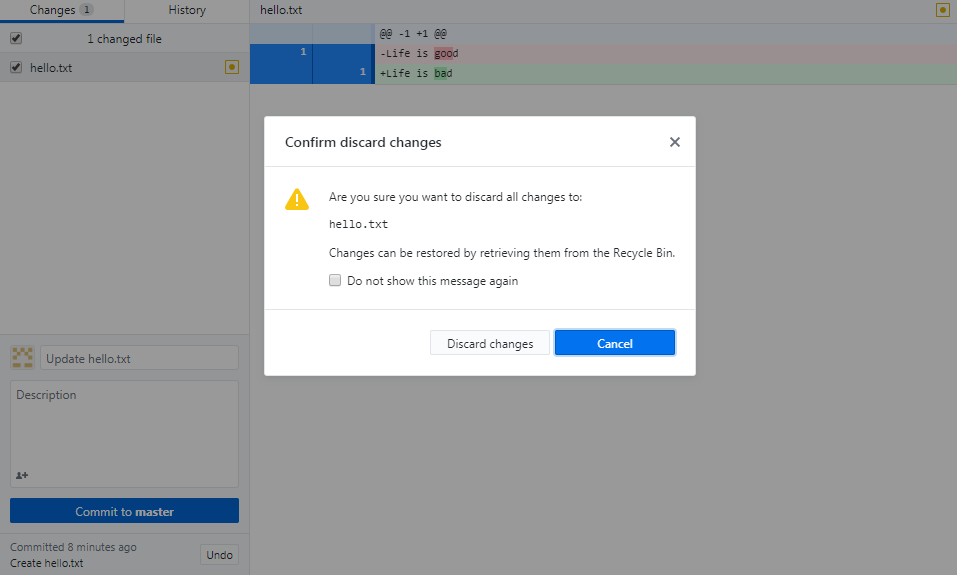 Changes 1
History
hello.txt
1 changed file
hello.txt
@@ -1 +1 @@
1 -Life is good
1 +Life is bad
Confirm discard changes
Are you sure you want to discard all changes to:
hello.txt
Changes can be restored by retrieving them from the Recycle Bin.
Do not show this message again
Discard changes
Cancel
Update hello.txt
Description
Commit to master
Committed 8 minutes ago
Create hello.txt
Undo